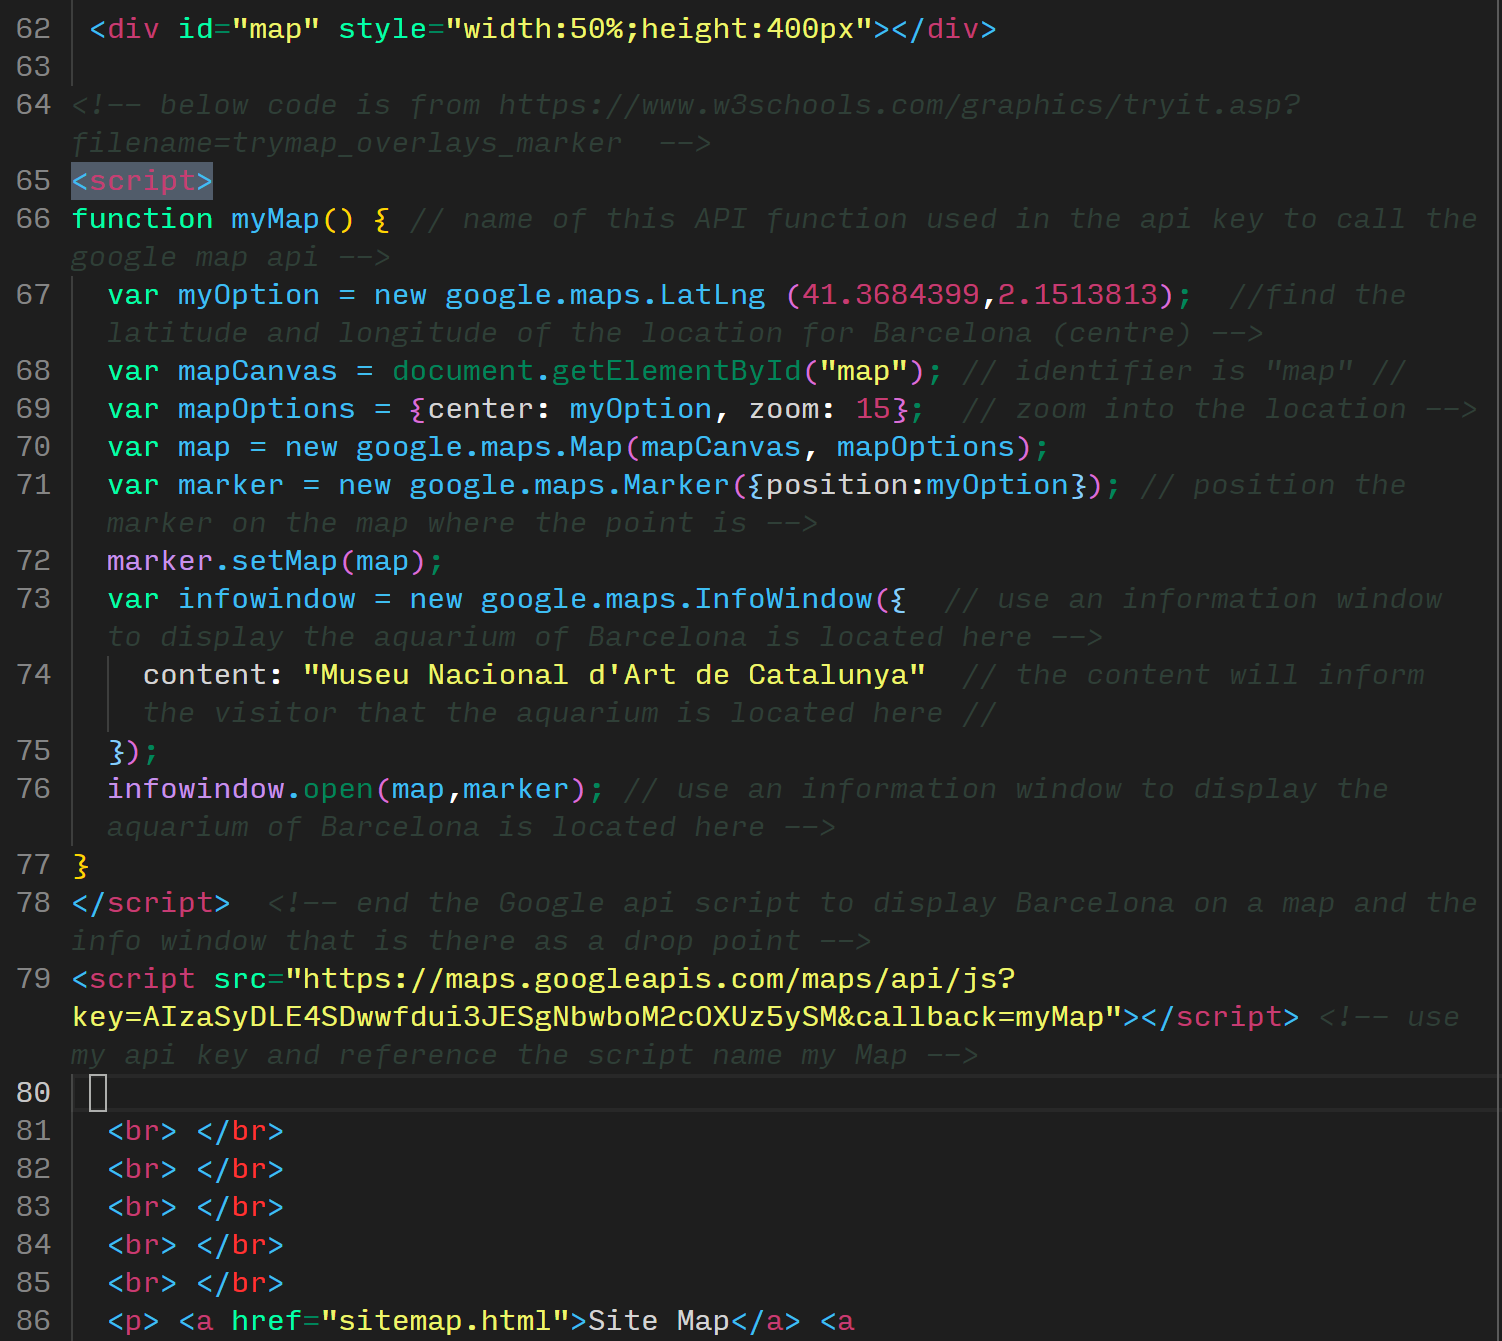 62 <div id="map" style="width:50%;height:400px"></div>
63
64 <!-- below code is from https://www.w3schools.com/graphics/tryit.asp?
filename=trymap_overlays_marker  -->
65 <script>
66 function myMap() { // name of this API function used in the api key to call the
google map api -->
67 var myOption = new google.maps.LatLng (41.3684399,2.1513813);  //find the
latitude and longitude of the location for Barcelona (centre) -->
68 var mapCanvas = document.getElementById("map"); // identifier is "map" //
69 var mapOptions = {center: myOption, zoom: 15};  // zoom into the location -->
70 var map = new google.maps.Map(mapCanvas, mapOptions);
71 var marker = new google.maps.Marker({position:myOption}); // position the
marker on the map where the point is -->
72 marker.setMap(map);
73 var infowindow = new google.maps.InfoWindow({  // use an information window
to display the aquarium of Barcelona is located here -->
74 content: "Museu Nacional d'Art de Catalunya"  // the content will inform
the visitor that the aquarium is located here //
75 });
76 infowindow.open(map,marker); // use an information window to display the
aquarium of Barcelona is located here -->
77 }
78 </script>  <!-- end the Google api script to display Barcelona on a map and the
info window that is there as a drop point -->
79 <script src="https://maps.googleapis.com/maps/api/js?
key=AIzaSyDLE4SDwwfdui3JESgNbwboM2cOXUz5ySM&callback=myMap"></script> <!-- use
my api key and reference the script name my Map -->
80
81 <br> </br>
82 <br> </br>
83 <br> </br>
84 <br> </br>
85 <br> </br>
86 <p> <a href="sitemap.html">Site Map</a> <a